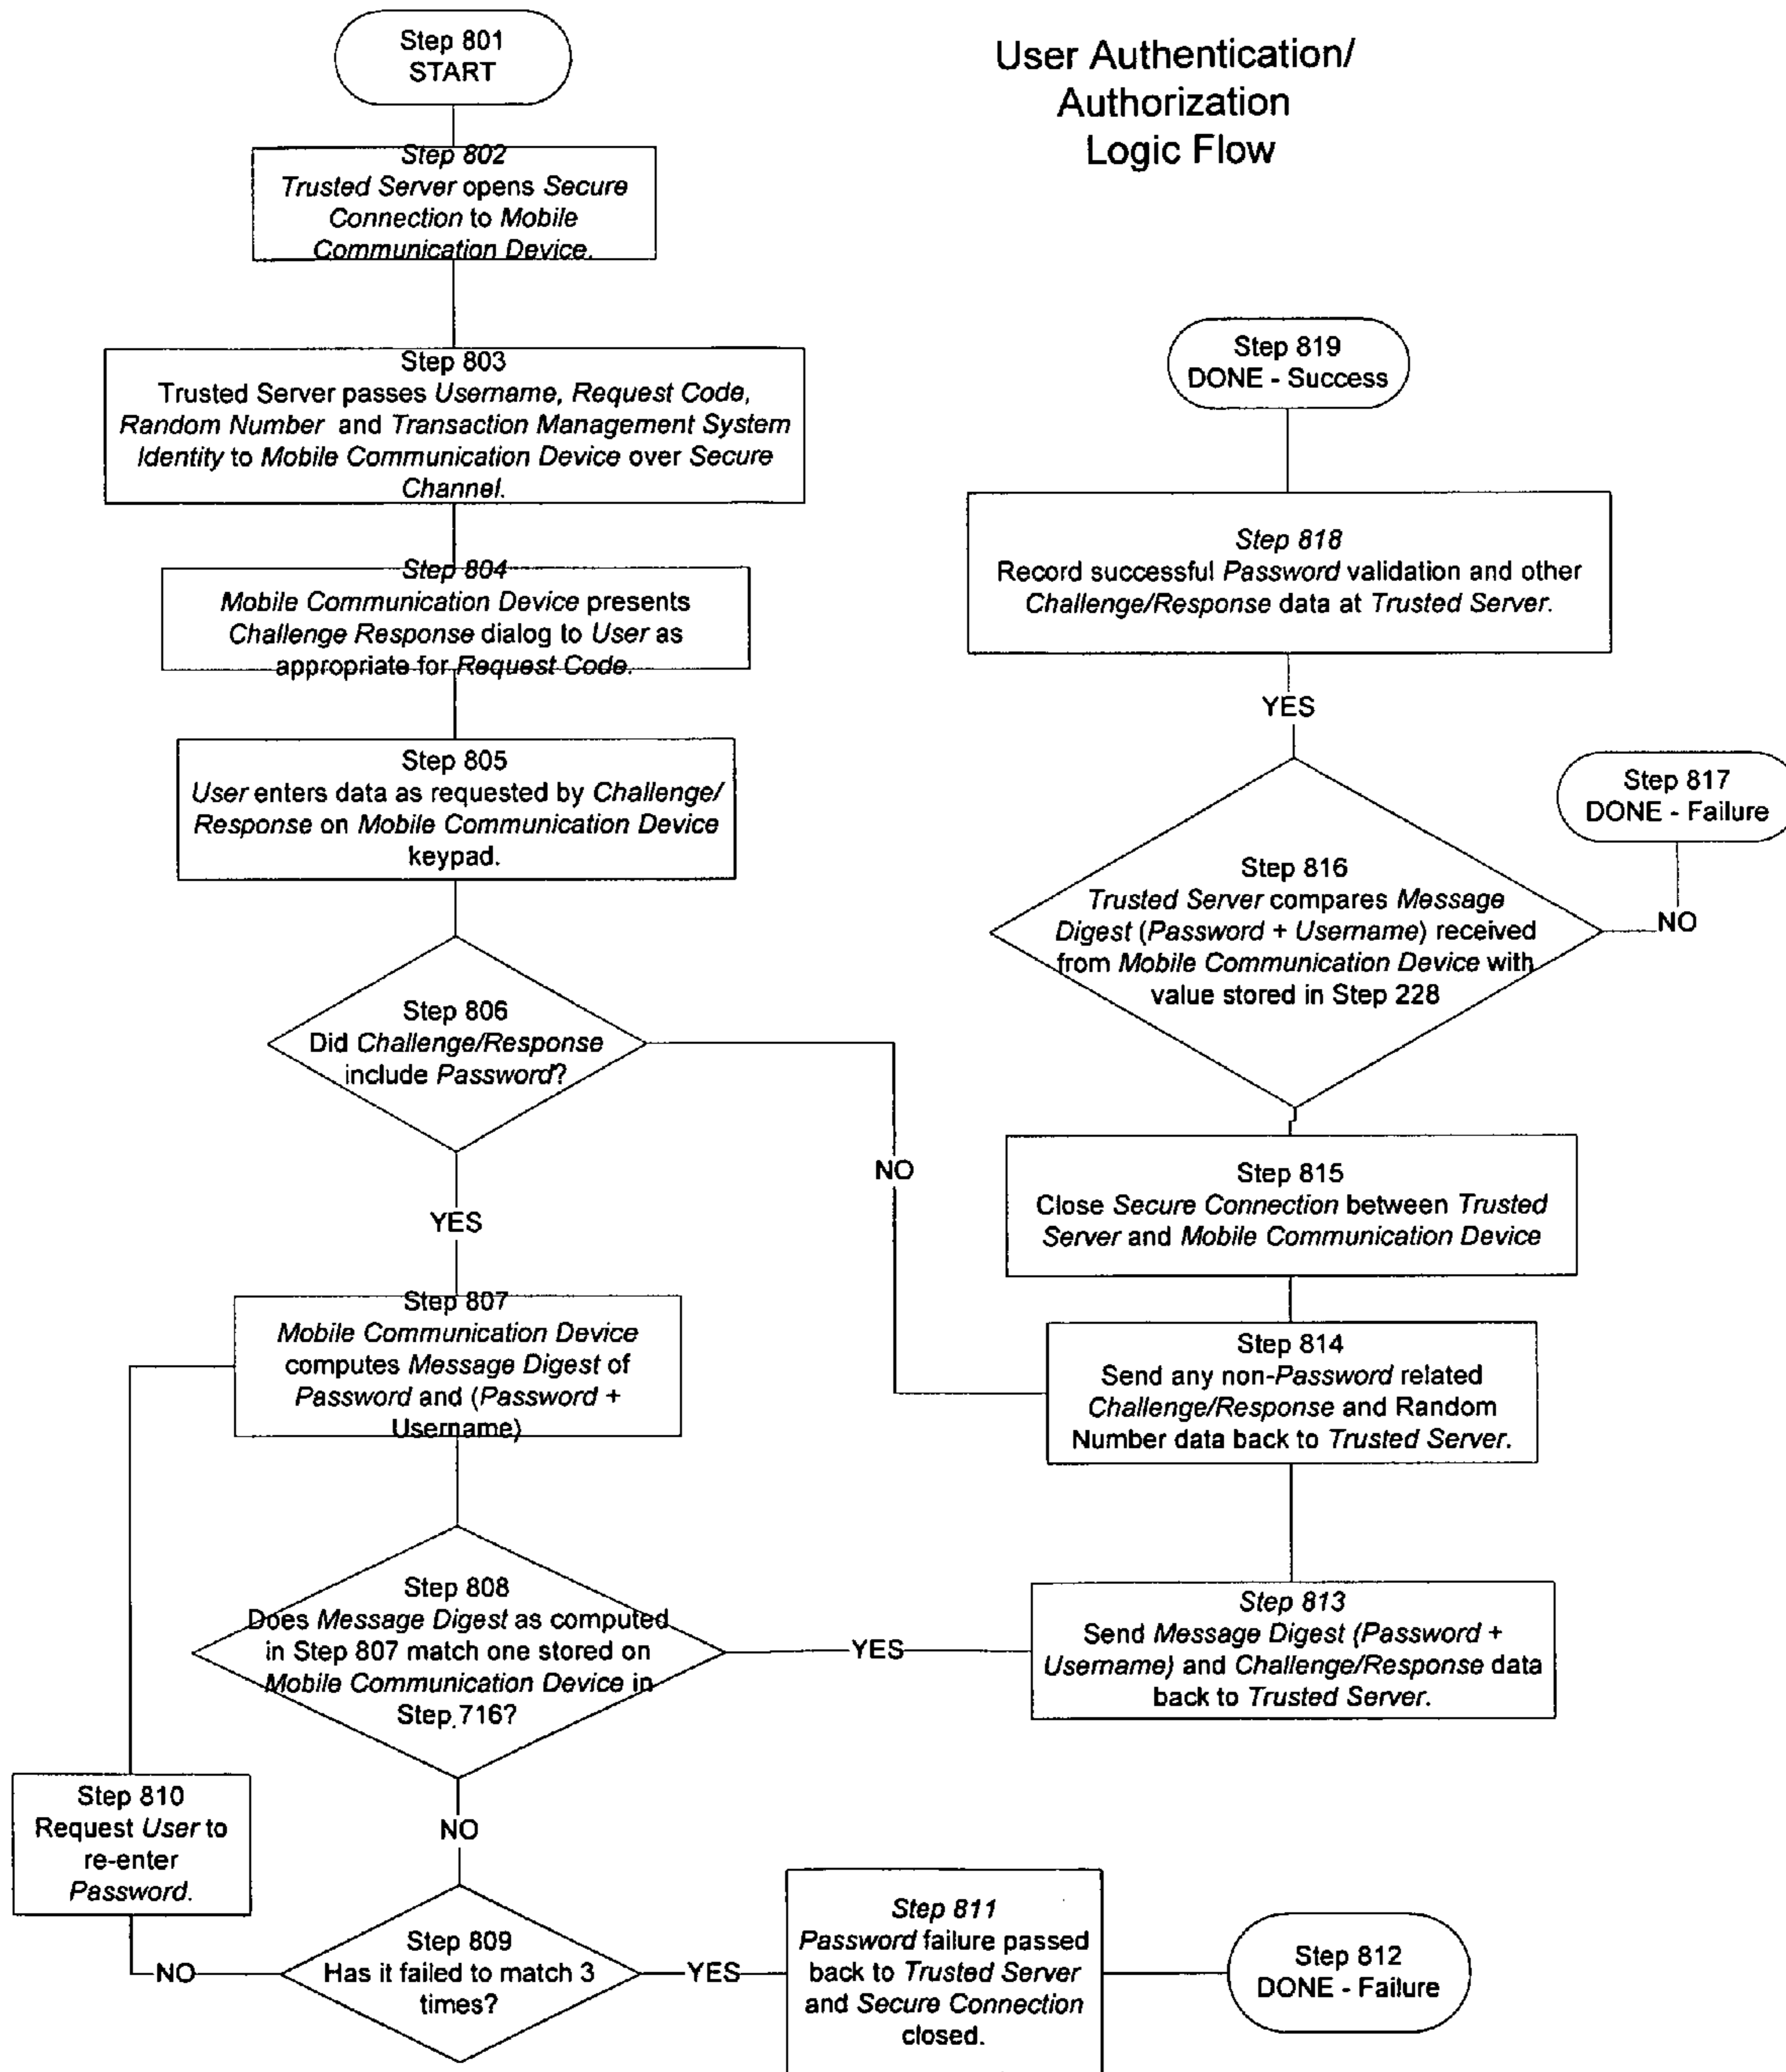 User Authentication/
Authorization
Logic Flow
Step 801
START
Step 802
Trusted Server opens Secure
Connection to Mobile
Communication Device.
Step 803
Trusted Server passes Username, Request Code,
Random Number and Transaction Management System
Identity to Mobile Communication Device over Secure
Channel.
Step 804
Mobile Communication Device presents
Challenge Response dialog to User as
appropriate for Request Code.
Step 805
User enters data as requested by Challenge/
Response on Mobile Communication Device
keypad.
Step 806
Did Challenge/Response
include Password?
NO
YES
Step 807
Mobile Communication Device
computes Message Digest of
Password and (Password +
Username)
Step 808
Does Message Digest as computed
in Step 807 match one stored on
Mobile Communication Device in
Step 716?
YES
NO
Step 809
Has it failed to match 3
times?
NO
Step 810
Request User to
re-enter
Password.
YES
Step 811
Password failure passed
back to Trusted Server
and Secure Connection
closed.
Step 812
DONE - Failure
Step 813
Send Message Digest (Password +
Username) and Challenge/Response data
back to Trusted Server.
Step 814
Send any non-Password related
Challenge/Response and Random
Number data back to Trusted Server.
Step 815
Close Secure Connection between Trusted
Server and Mobile Communication Device
Step 816
Trusted Server compares Message
Digest (Password + Username) received
from Mobile Communication Device with
value stored in Step 228
NO
Step 817
DONE - Failure
YES
Step 818
Record successful Password validation and other
Challenge/Response data at Trusted Server.
Step 819
DONE - Success